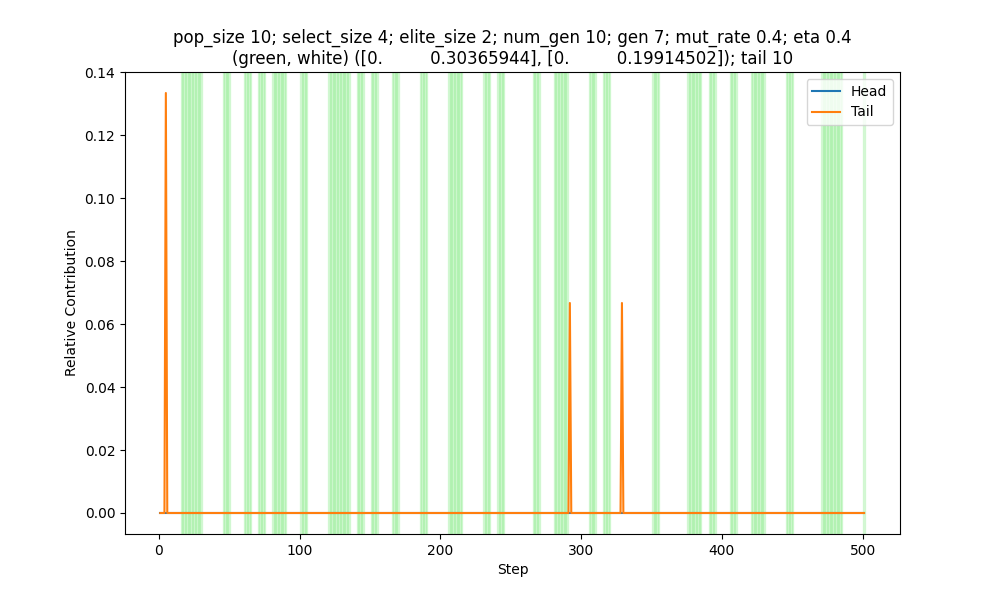 pop_size 10; select_size 4; elite_size 2; num_gen 10; gen 7; mut_rate 0.4; eta 0.4
(green, white) ([0. 0.30365944], [0. 0.19914502]); tail 10
Head
Tail
Relative Contribution
0.14
0.12
0.10
0.08
0.06
0.04
0.02
0.00
0 100 200 300 400 500
Step